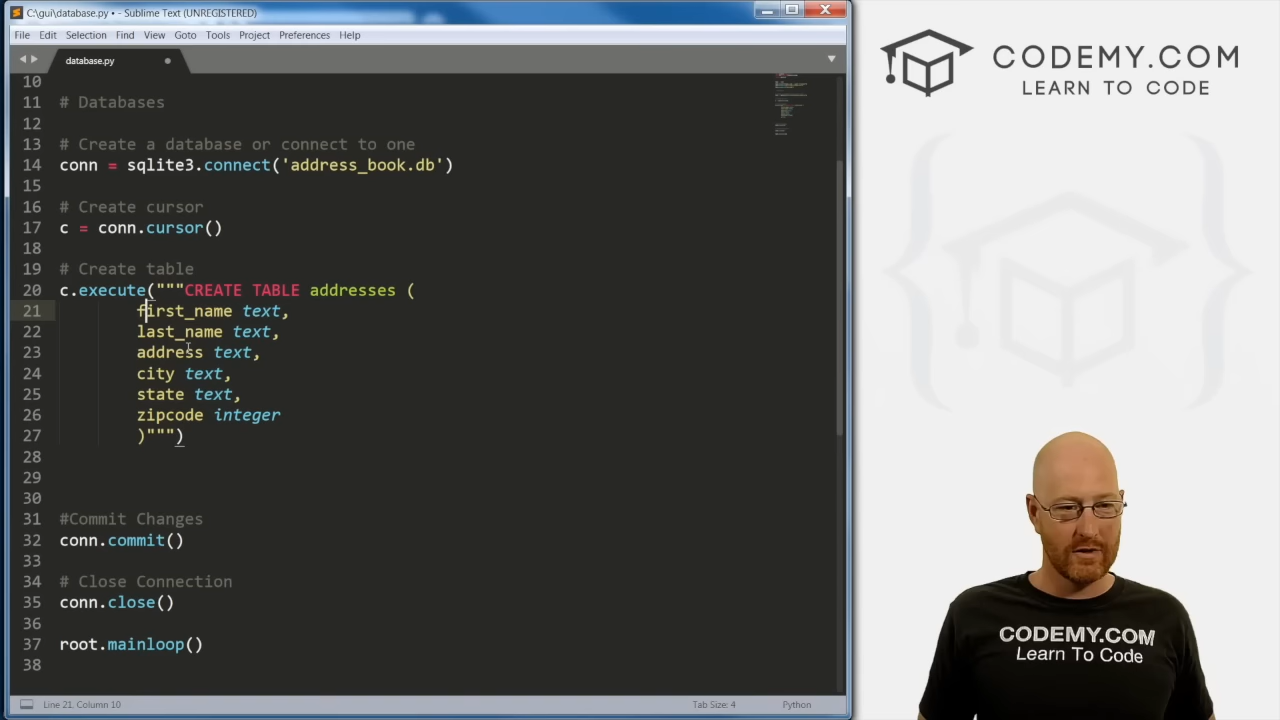 C:\gui\database.py • - Sublime Text (UNREGISTERED)
File Edit Selection Find View Goto Tools Project Preferences Help
database.py
10
11 # Databases
12
13 # Create a database or connect to one
14 conn = sqlite3.connect('address_book.db')
15
16 # Create cursor
17 c = conn.cursor()
18
19 # Create table
20 c.execute("""CREATE TABLE addresses (
21 first_name text,
22 last_name text,
23 address text,
24 city text,
25 state text,
26 zipcode integer
27 )""")
28
29
30
31 #Commit Changes
32 conn.commit()
33
34 # Close Connection
35 conn.close()
36
37 root.mainloop()
38
Line 21, Column 10 Tab Size: 4 Python
CODEMY.COM
LEARN TO CODE
CODEMY.COM
Learn To Code